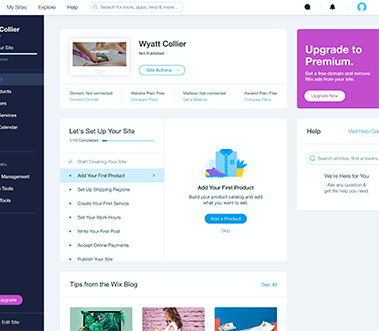 My Sites Explore Help Search for tools, apps, help & more...
Collier
r Site
Wyatt Collier
Not Published
Site Actions
Domain: Not connected
Connect Domain
Website Plan: Free
Compare Plans
Mailbox: Not connected
Get a Mailbox
Ascend Plan: Free
Compare Plans
Upgrade to
Premium.
Get a free domain and remove
Wix ads from your site.
Upgrade Now
Let's Set Up Your Site
1/10 Completed
Start Creating Your Site
Add Your First Product
Set Up Shipping Regions
Create Your First Service
Set Your Work Hours
Write Your First Post
Accept Online Payments
Publish Your Site
Add Your First Product
Build your product catalog and add
what you want to sell.
Add a Product
Skip
Help
Visit Help Ce
Search articles, find answers
We're Here for You
Ask any question &
get the help you need.
ucts
ers
Services
Calendar
Wix
Management
g Tools
Tools
Upgrade
Edit Site
Tips from the Wix Blog
See All